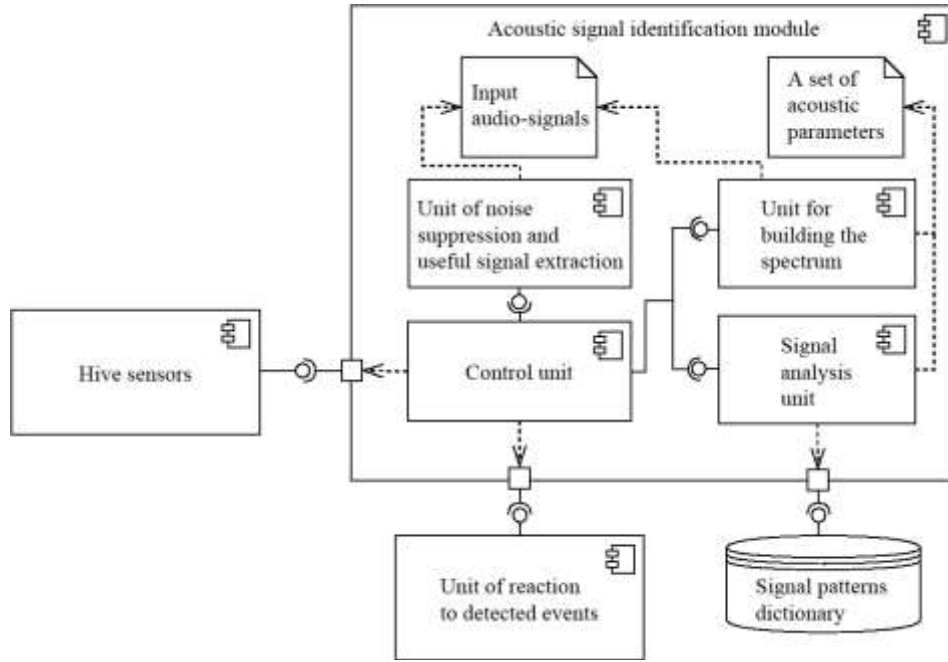 Acoustic signal identification module
Input
audio-signals
A set of
acoustic
parameters
Unit of noise
suppression and
useful signal extraction
Unit for
building the
spectrum
Hive sensors
Control unit
Signal
analysis
unit
Unit of reaction
to detected events
Signal patterns
dictionary